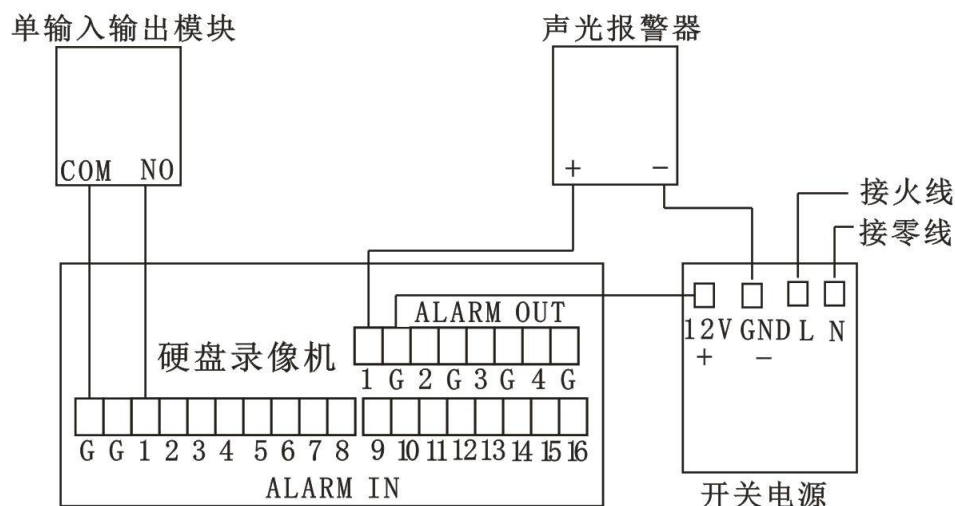 单输入输出模块
声光报警器
COM NO
+ −
接火线
接零线
ALARM OUT
12V GND L N
+ −
硬盘录像机
1 G 2 G 3 G 4 G
G G 1 2 3 4 5 6 7 8 9 10 11 12 13 14 15 16
ALARM IN
开关电源